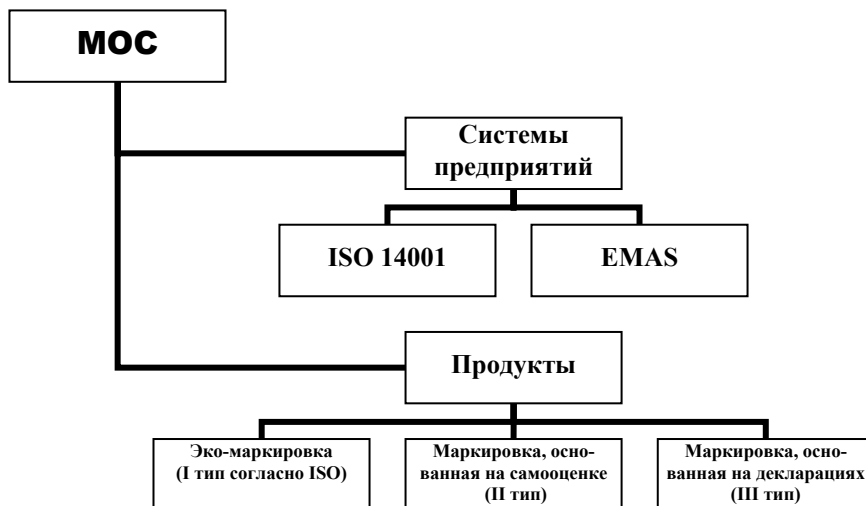 МОС
Системы
предприятий
ISO 14001
EMAS
Продукты
Эко-маркировка
(I тип согласно ISO)
Маркировка, осно-
ванная на самооценке
(II тип)
Маркировка, осно-
ванная на декларациях
(III тип)